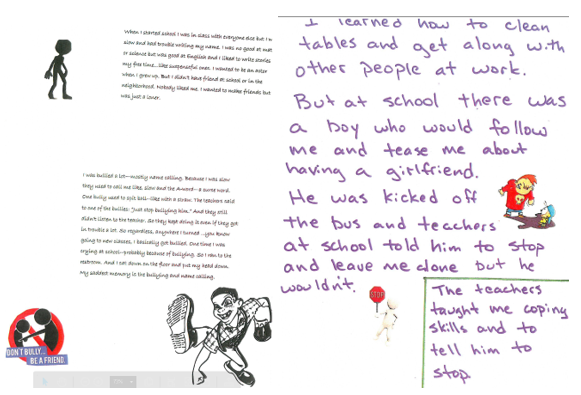 When I started school I was in class with everyone else but I w
slow and had trouble writing my name. I was no good at mat
or science but was good at English and I liked to write stories
my free time...like suspenseful ones. I wanted to be an actor
when I grew up. But I didn't have friend at school or in the
neighborhood. Nobody liked me. I wanted to make friends but
was just a loner.
I was bullied a lot—mostly name calling. Because I was slow
they used to call me like, slow and the A word—a swore word.
One bully used to spit ball—like with a straw. The teachers said
to one of the bullies: "Just stop bullying him." And they still
didn't listen to the teacher. So they kept doing it even if they got
in trouble a lot. So regardless, anywhere I turned...you know
going to new classes, I basically got bullied. One time I was
crying at school—probably because of bullying. So I ran to the
restroom. And I sat down on the floor and put my head down.
My saddest memory is the bullying and name calling.
DON'T BULLY...
BE A FRIEND.
I learned how to clean
tables and get along with
other people at work.
But at school there was
a boy who would follow
me and tease me about
having a girlfriend.
He was kicked off
the bus and teachers
at school told him to stop
and leave me alone but he
wouldn't.
STOP
The teachers
taught me coping
skills and to
tell him to
stop